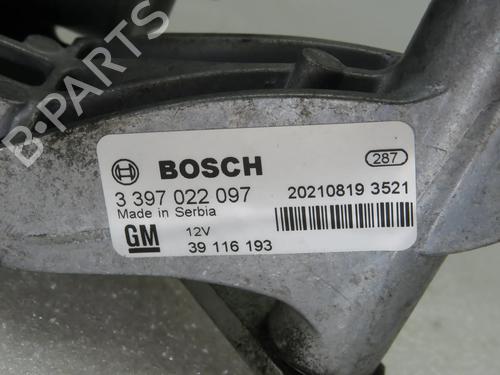 B-PARTS
BOSCH
287
3 397 022 097
20210819 3521
Made in Serbia
GM
12V
39 116 193